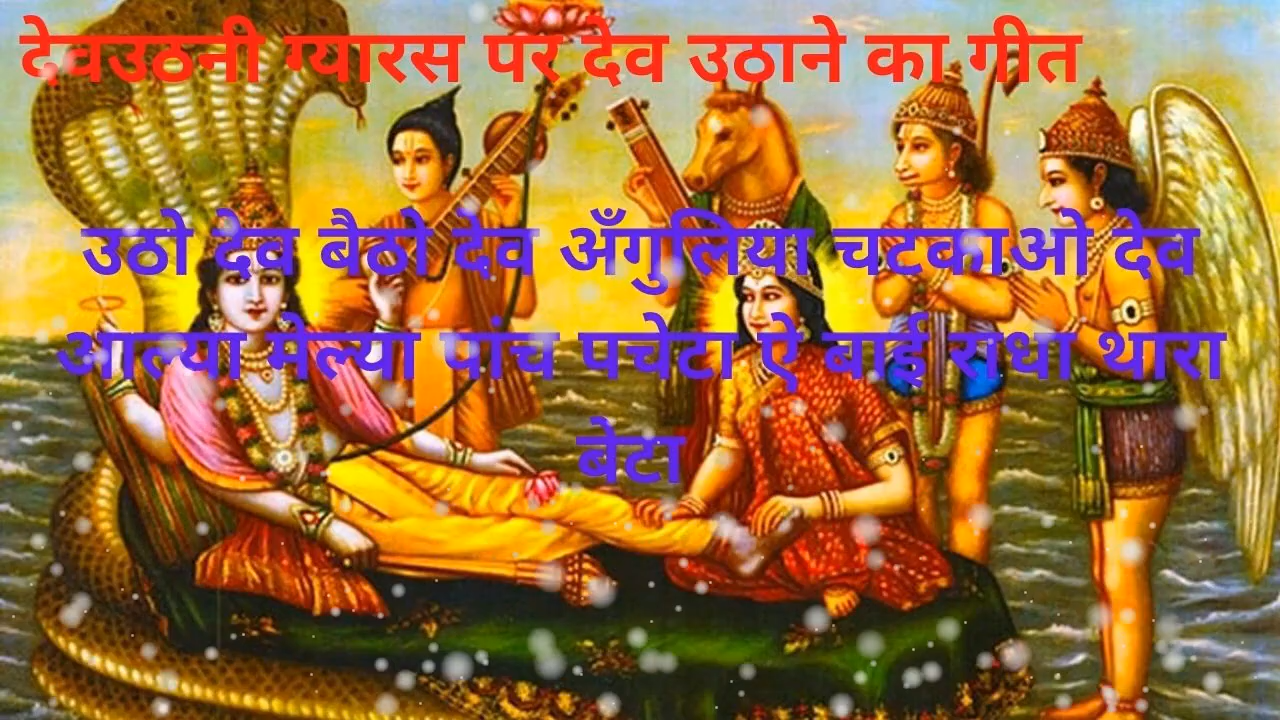 देवउठनी ग्यारस पर देव उठाने का गीत
उठो देव बैठो देव अँगुलिया चटकाओ देव
आल्या मेल्या पांच पचेटा ऐ बाई राधा थारा
बेटा